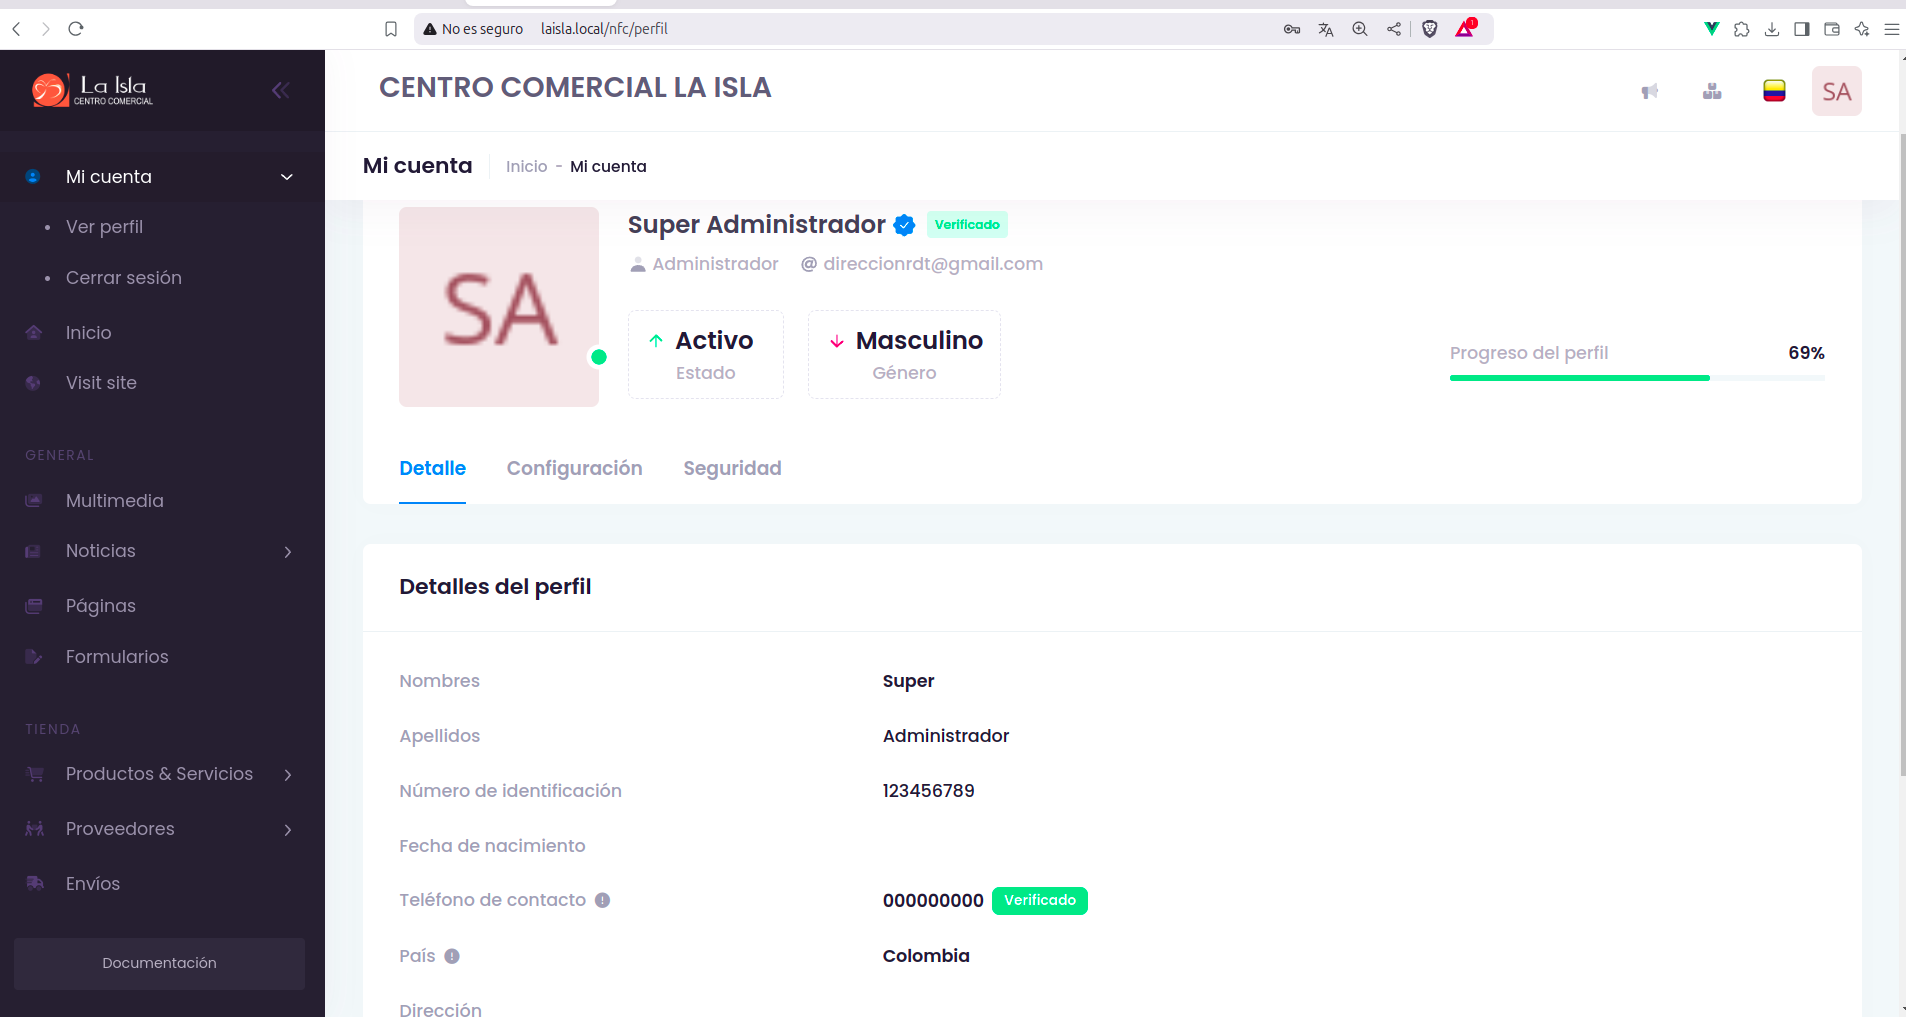 No es seguro laisla.local/nfc/perfil
1
La Isla
CENTRO COMERCIAL
CENTRO COMERCIAL LA ISLA
SA
Mi cuenta
Ver perfil
Cerrar sesión
Inicio
Visit site
GENERAL
Multimedia
Noticias
Páginas
Formularios
TIENDA
Productos & Servicios
Proveedores
Envíos
Documentación
Mi cuenta
Inicio - Mi cuenta
SA
Super Administrador Verificado
Administrador direccionrdt@gmail.com
Activo
Estado
Masculino
Género
Progreso del perfil 69%
Detalle Configuración Seguridad
Detalles del perfil
Nombres Super
Apellidos Administrador
Número de identificación 123456789
Fecha de nacimiento
Teléfono de contacto 000000000 Verificado
País Colombia
Dirección